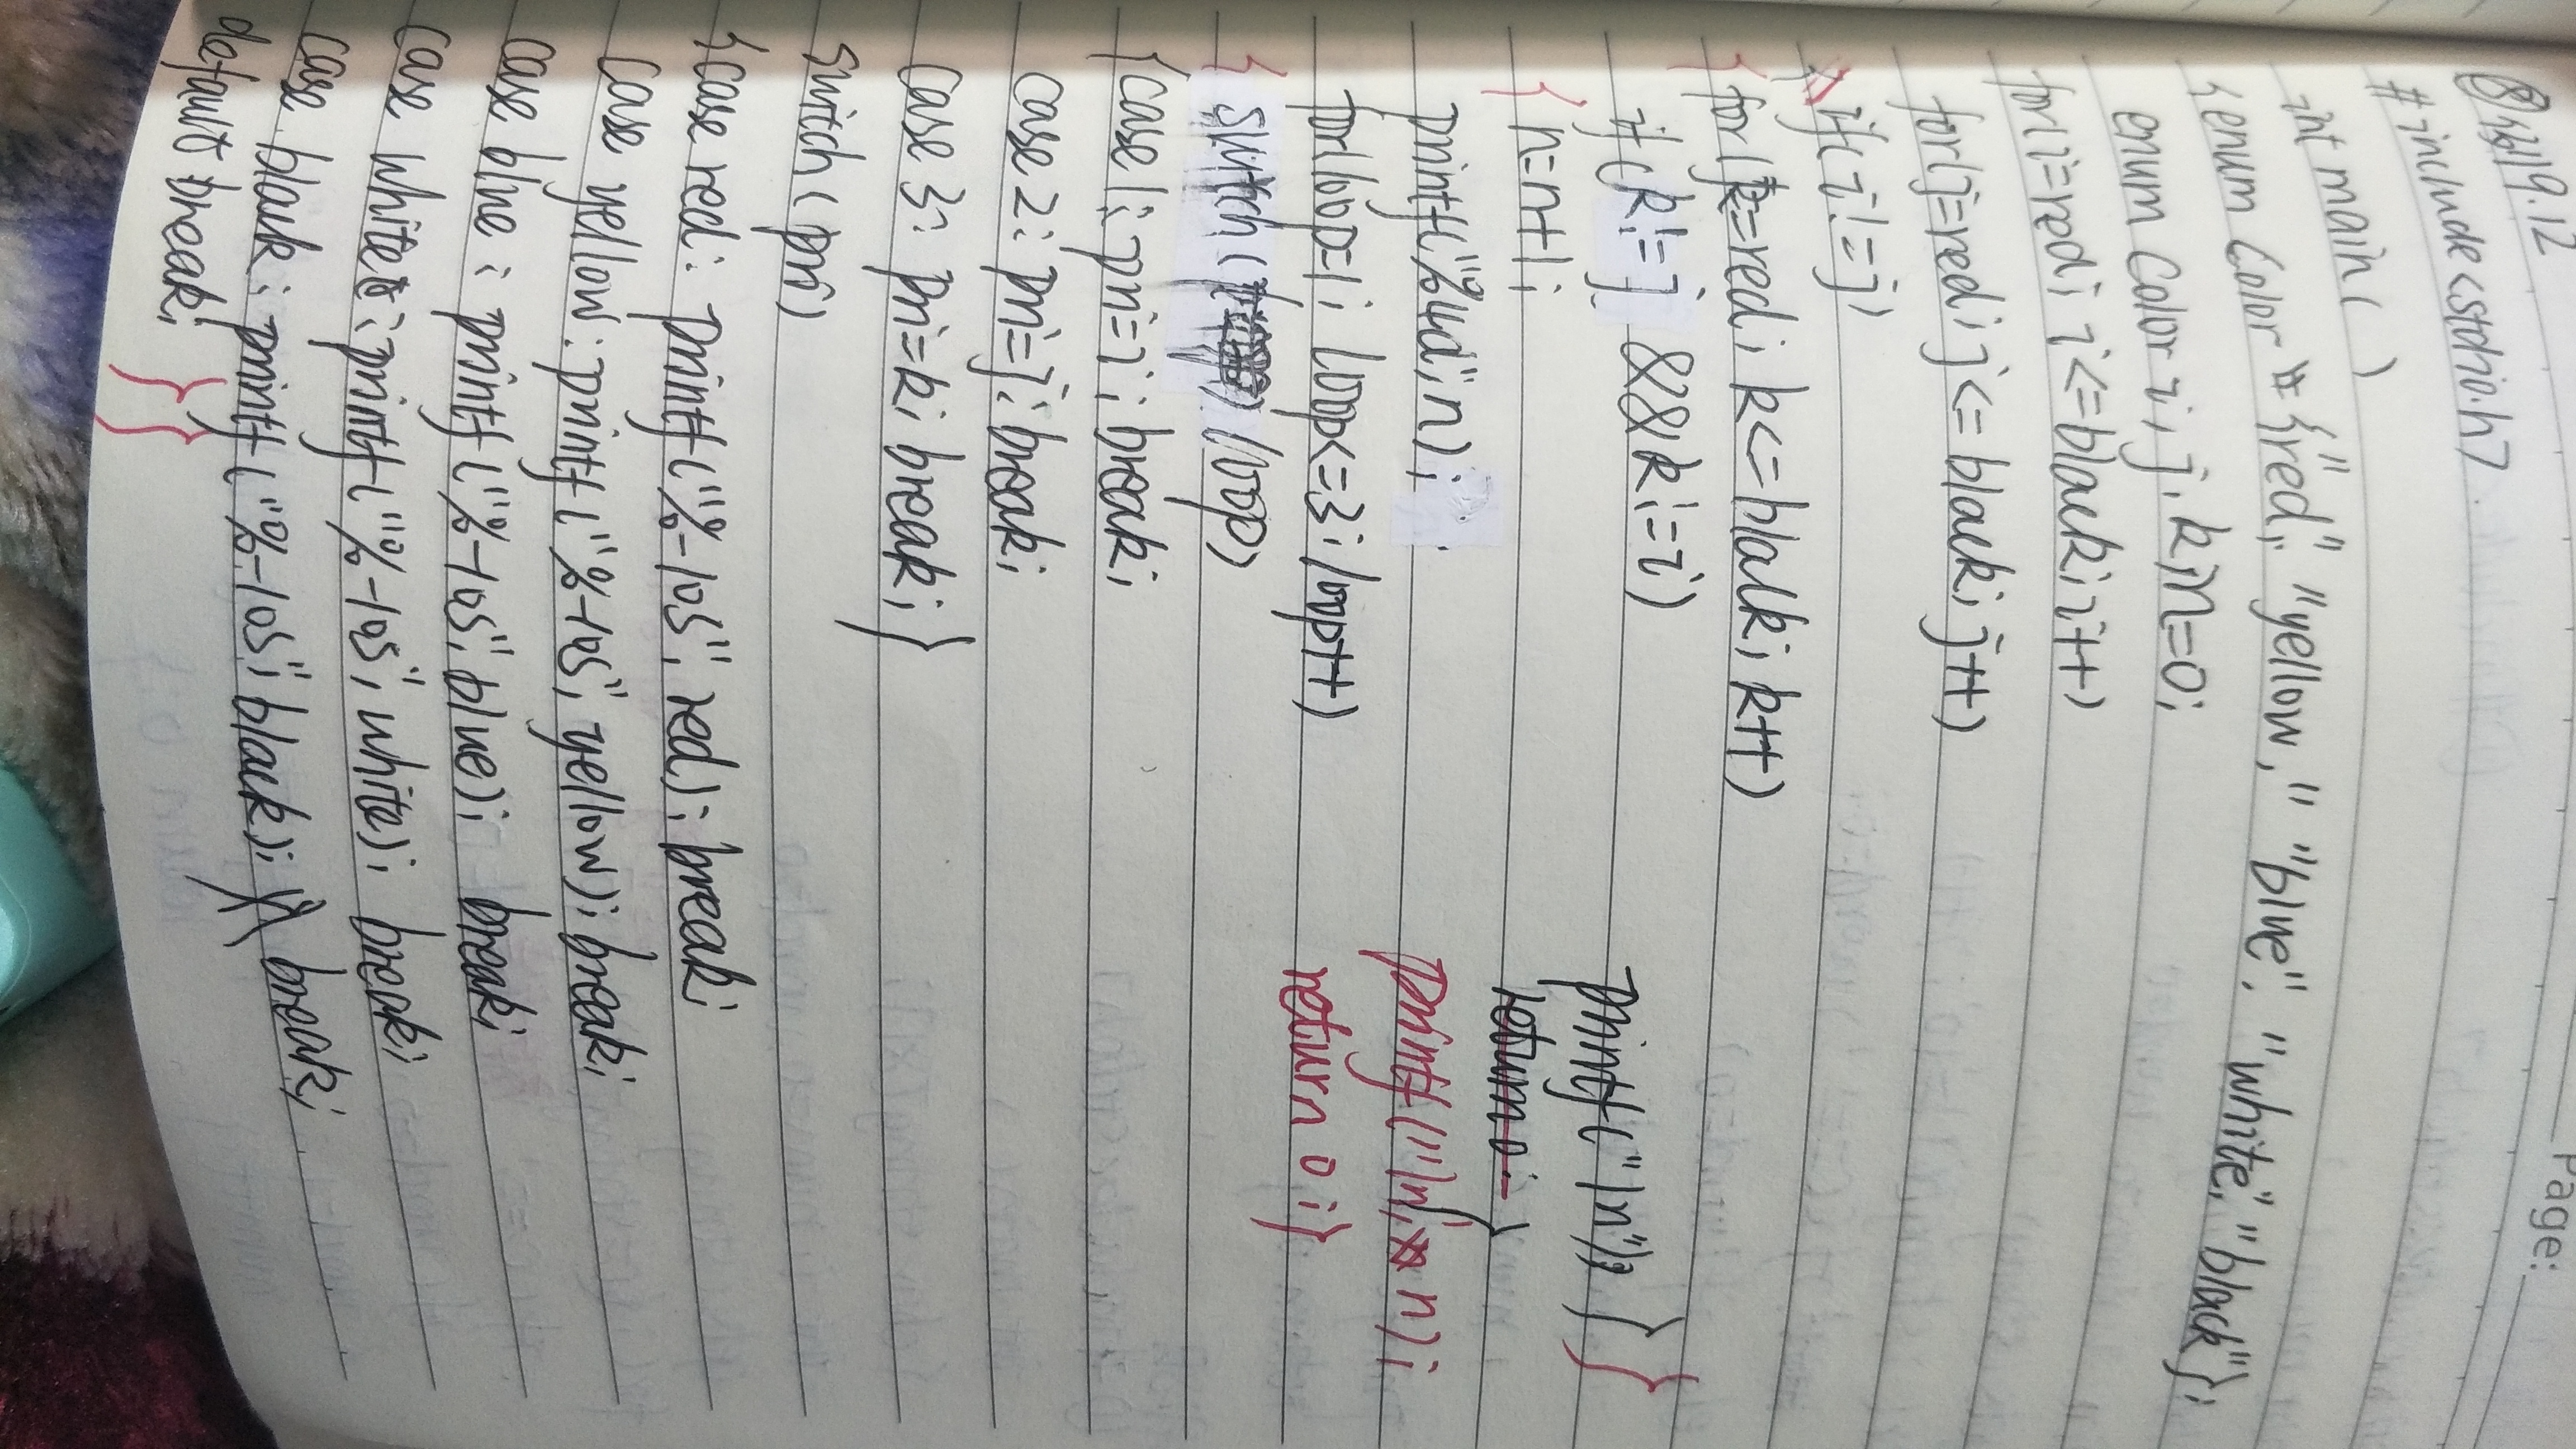 Page:
⑧例9.12
#include<stdio.h>
int main( )
{enum Color {"red", "yellow," "blue", "white", "black"};
enum Color i, j, k, n=0;
for(i=red; i<=black; i++)
for(j=red; j<=black; j++)
{ if(i!=j)
{ for(k=red; k<=black; k++)
if(k!=j &&k!=i)
{ n=n+1;
printf("%4d",n);
for(loop=1; loop<=3; loop++)
{ switch( loop)
{case 1: pri=i; break;
case 2: pri=j; break;
case 3: pri=k; break;}
switch(pri)
{case red: printf("%-10s", red); break;
case yellow: printf("%-10s", yellow); break;
case blue: printf("%-10s", blue); break;
case white: printf("%-10s", white); break;
case black: printf("%-10s", black); break;
default break; } }
printf("\n"); } }
return 0; }
printf("\n", n);
return 0;}